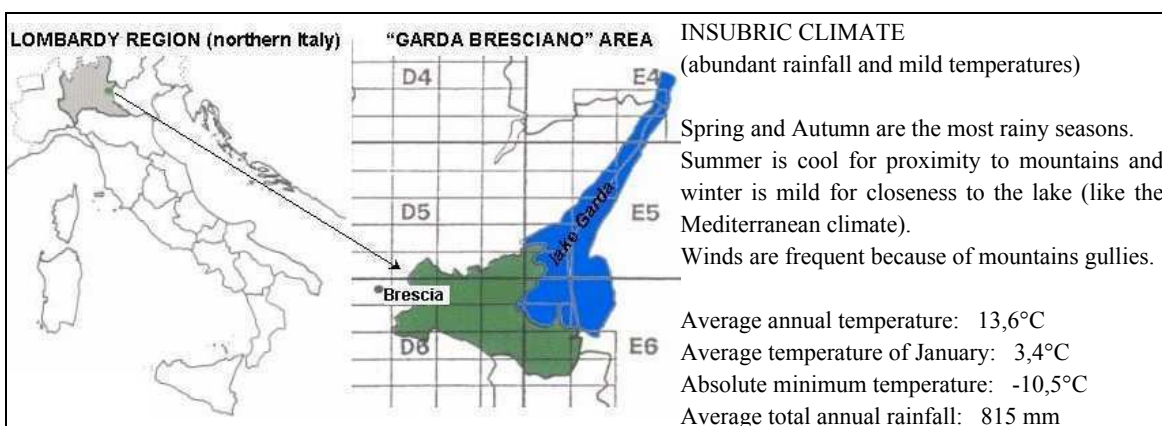 LOMBARDY REGION (northern Italy)
"GARDA BRESCIANO" AREA
D4
E4
D5
E5
lake Garda
Brescia
D6
E6
INSUBRIC CLIMATE
(abundant rainfall and mild temperatures)
Spring and Autumn are the most rainy seasons.
Summer is cool for proximity to mountains and
winter is mild for closeness to the lake (like the
Mediterranean climate).
Winds are frequent because of mountains gullies.
Average annual temperature: 13,6°C
Average temperature of January: 3,4°C
Absolute minimum temperature: -10,5°C
Average total annual rainfall: 815 mm